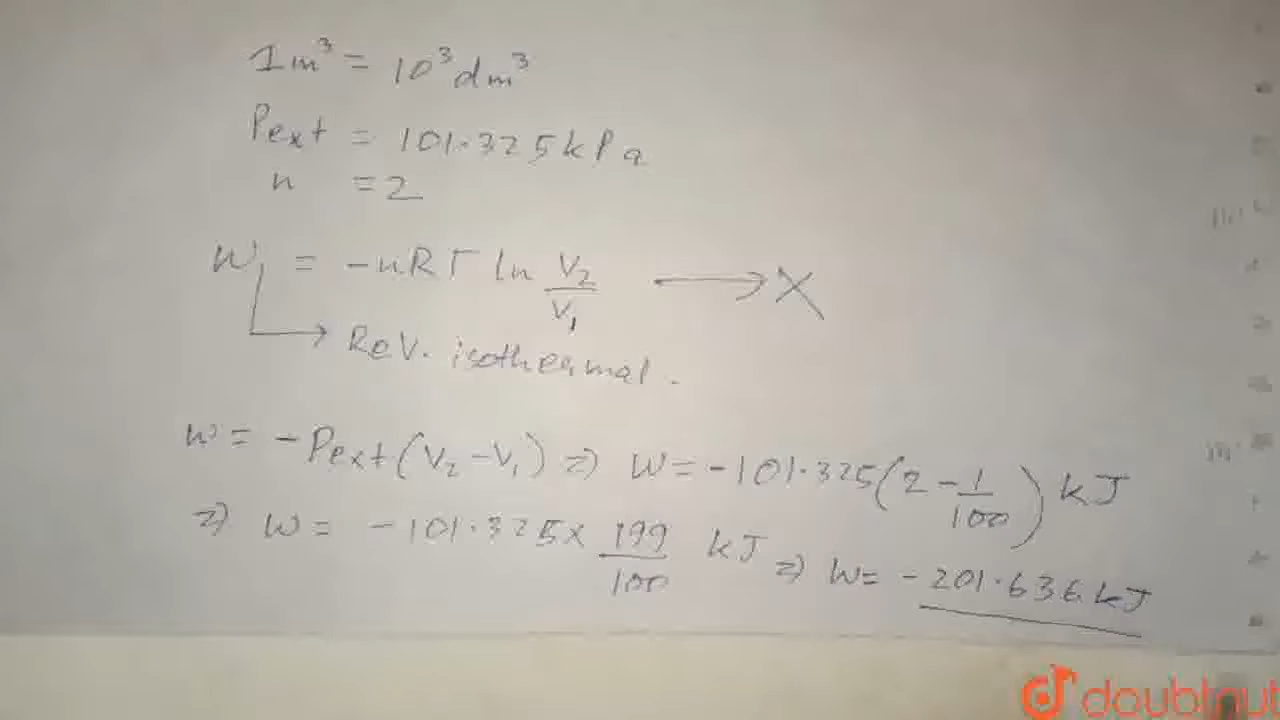 1m³ = 10³ dm³
Pext = 101.325 kPa
n = 2
W = -nRT ln V₂/V₁ → X
Rev. isothermal.
W = -Pext(V₂ - V₁) ⇒ W = -101.325(2 - 1/100) kJ
⇒ W = -101.325 × 199/100 kJ ⇒ W = -201.636 kJ
doubtnut